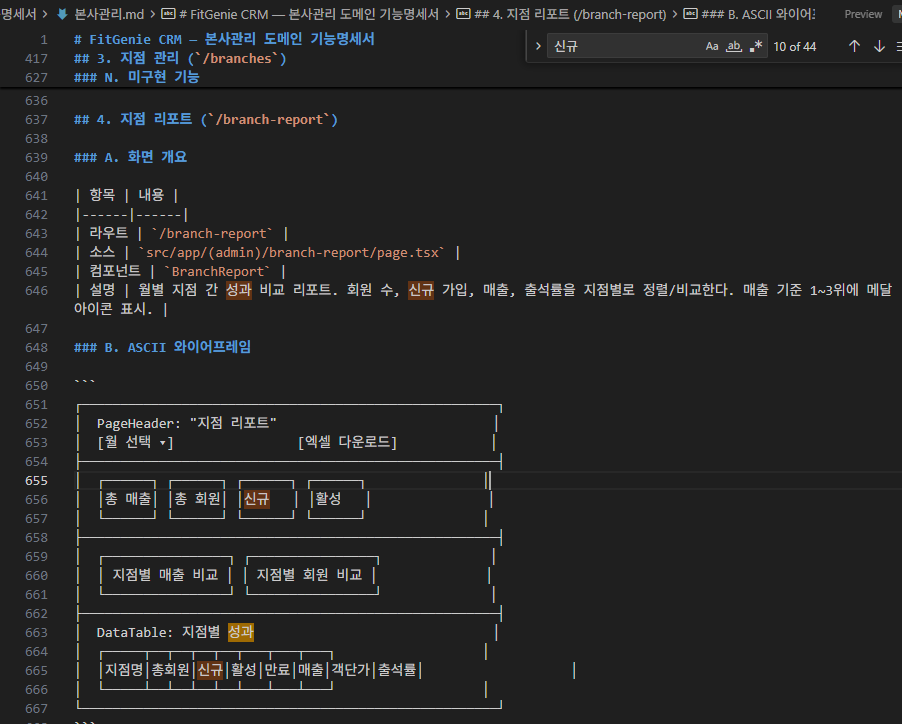 명세서 > 본사관리.md > # FitGenie CRM — 본사관리 도메인 기능명세서 > ## 4. 지점 리포트 (/branch-report) > ### B. ASCII 와이어프 Preview
신규 Aa ab .* 10 of 44
1 # FitGenie CRM — 본사관리 도메인 기능명세서
417 ## 3. 지점 관리 (`/branches`)
627 ### N. 미구현 기능
636
637 ## 4. 지점 리포트 (`/branch-report`)
638
639 ### A. 화면 개요
640
641 | 항목 | 내용 |
642 |------|------|
643 | 라우트 | `/branch-report` |
644 | 소스 | `src/app/(admin)/branch-report/page.tsx` |
645 | 컴포넌트 | `BranchReport` |
646 | 설명 | 월별 지점 간 성과 비교 리포트. 회원 수, 신규 가입, 매출, 출석률을 지점별로 정렬/비교한다. 매출 기준 1~3위에 메달
아이콘 표시. |
647
648 ### B. ASCII 와이어프레임
649
650 ```
651
652 PageHeader: "지점 리포트"
653 [월 선택 ▾] [엑셀 다운로드]
654
655
656 │총 매출│ │총 회원│ │신규 │ │활성 │
657
658
659
660 │ 지점별 매출 비교 │ │ 지점별 회원 비교 │
661
662
663 DataTable: 지점별 성과
664
665 │지점명│총회원│신규│활성│만료│매출│객단가│출석률│
666
667